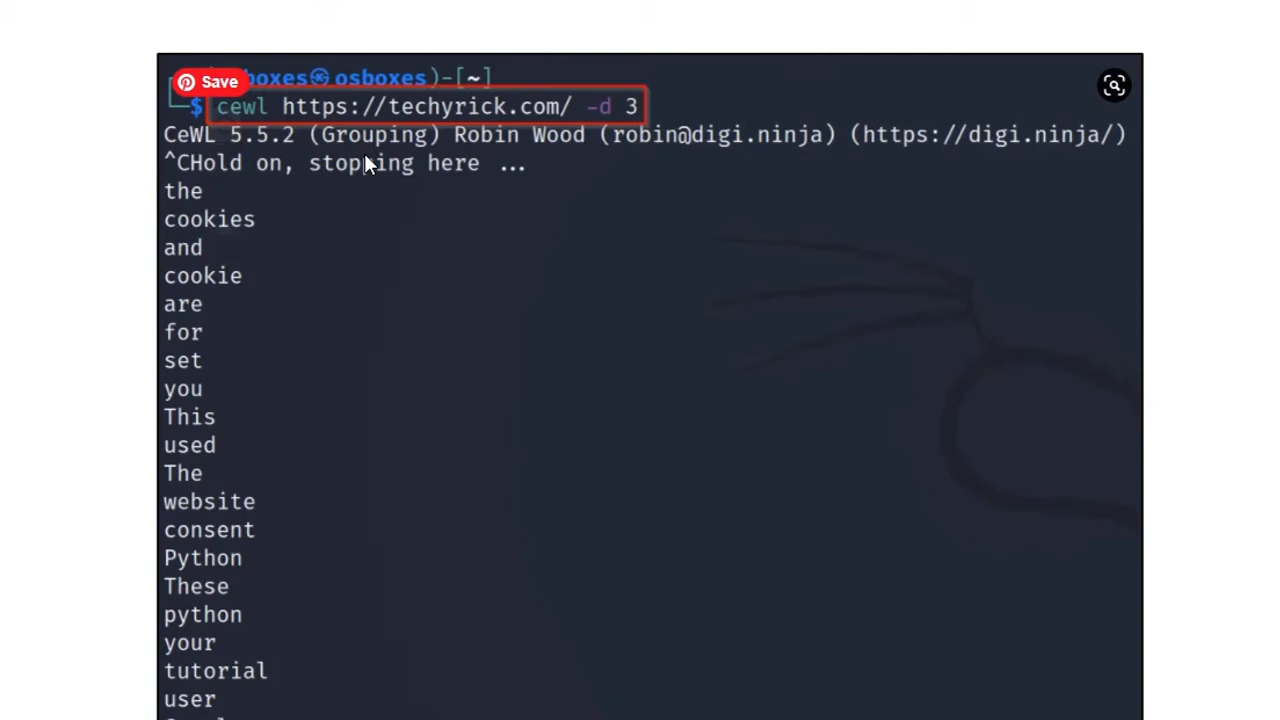 Save
boxes㉿osboxes)-[~]
└─$ cewl https://techyrick.com/ -d 3
CeWL 5.5.2 (Grouping) Robin Wood (robin@digi.ninja) (https://digi.ninja/)
^CHold on, stopping here ...
the
cookies
and
cookie
are
for
set
you
This
used
The
website
consent
Python
These
python
your
tutorial
user